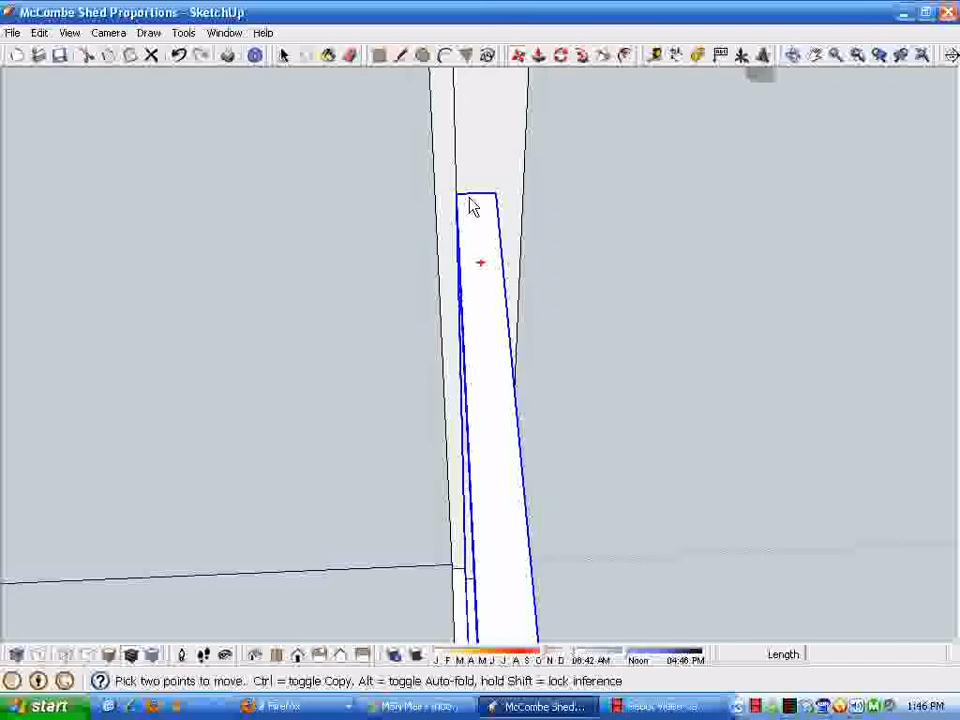 McCombe Shed Proportions - SketchUp
File Edit View Camera Draw Tools Window Help
J F M A M J J A S O N D 06:42 AM Noon 04:46 PM Length
Pick two points to move. Ctrl = toggle Copy, Alt = toggle Auto-fold, hold Shift = lock inference
start Firefox McCombe Shed... 1:46 PM